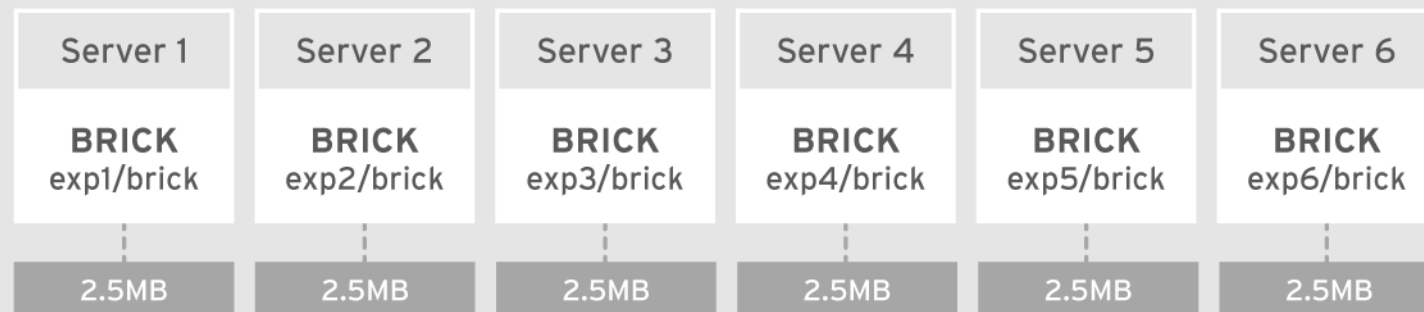 Server 1
BRICK
exp1/brick
2.5MB
Server 2
BRICK
exp2/brick
2.5MB
Server 3
BRICK
exp3/brick
2.5MB
Server 4
BRICK
exp4/brick
2.5MB
Server 5
BRICK
exp5/brick
2.5MB
Server 6
BRICK
exp6/brick
2.5MB